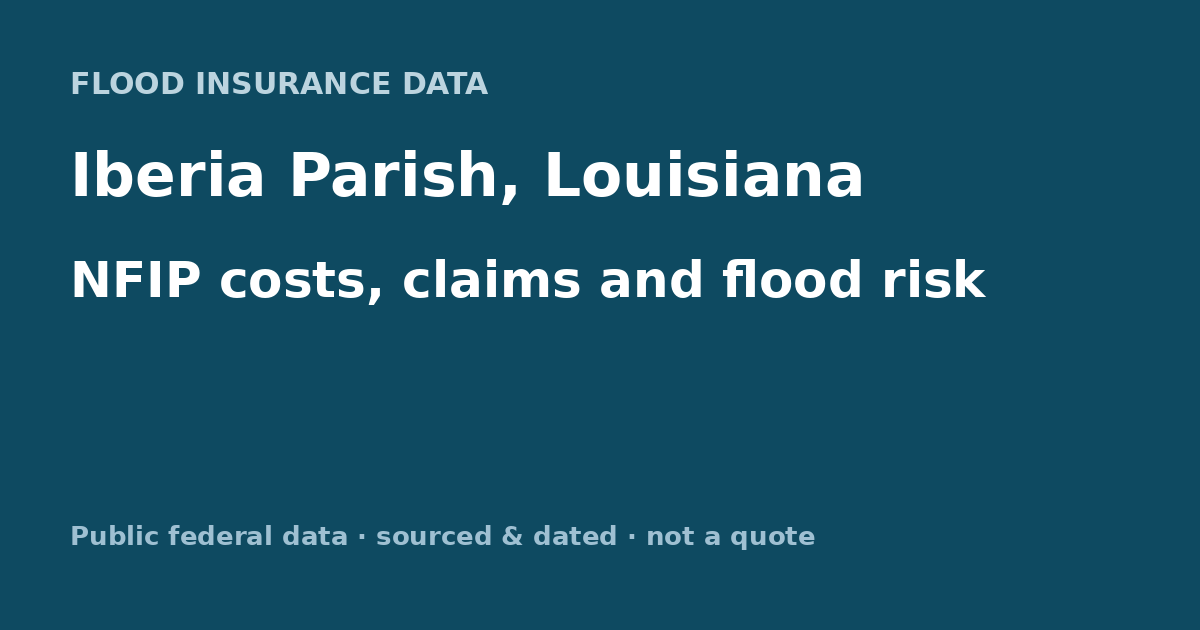 FLOOD INSURANCE DATA
Iberia Parish, Louisiana
NFIP costs, claims and flood risk
Public federal data · sourced & dated · not a quote